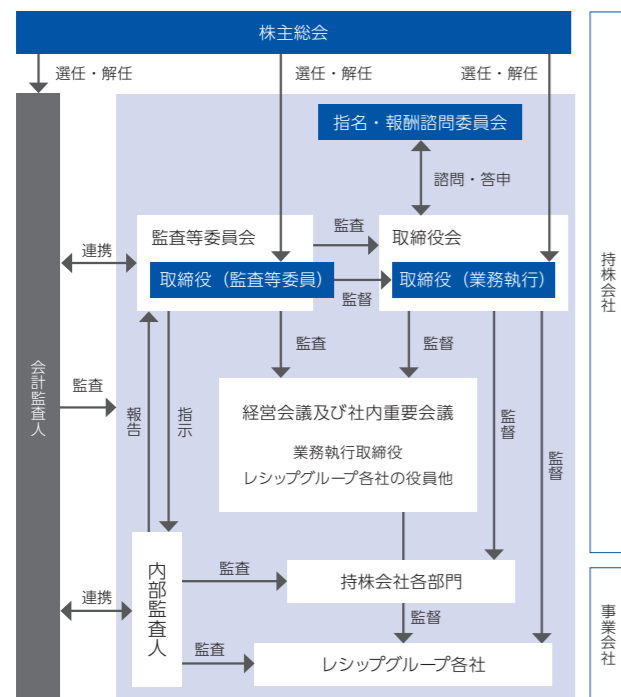 株主総会
選任・解任
選任・解任
選任・解任
指名・報酬諮問委員会
諮問・答申
監査等委員会
監査
取締役会
連携
取締役（監査等委員）
監督
取締役（業務執行）
持株会社
会計監査人
監査
監査
監督
報告
指示
経営会議及び社内重要会議
業務執行取締役
レシップグループ各社の役員他
監督
監督
内部監査人
監査
持株会社各部門
連携
監督
監査
レシップグループ各社
事業会社